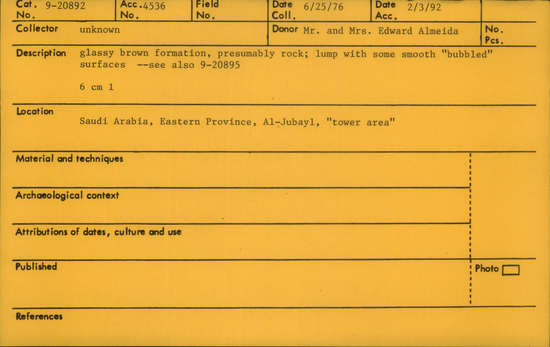 Cat. 9-20892 Acc. 4536 Field Date 6/25/76 Date 2/3/92
No. No. No. Coll. Acc.
Collector unknown Donor Mr. and Mrs. Edward Almeida No.
Pcs.
Description glassy brown formation, presumably rock; lump with some smooth "bubbled"
surfaces --see also 9-20895
6 cm l
Location
Saudi Arabia, Eastern Province, Al-Jubayl, "tower area"
Material and techniques
Archaeological context
Attributions of dates, culture and use
Published Photo
References